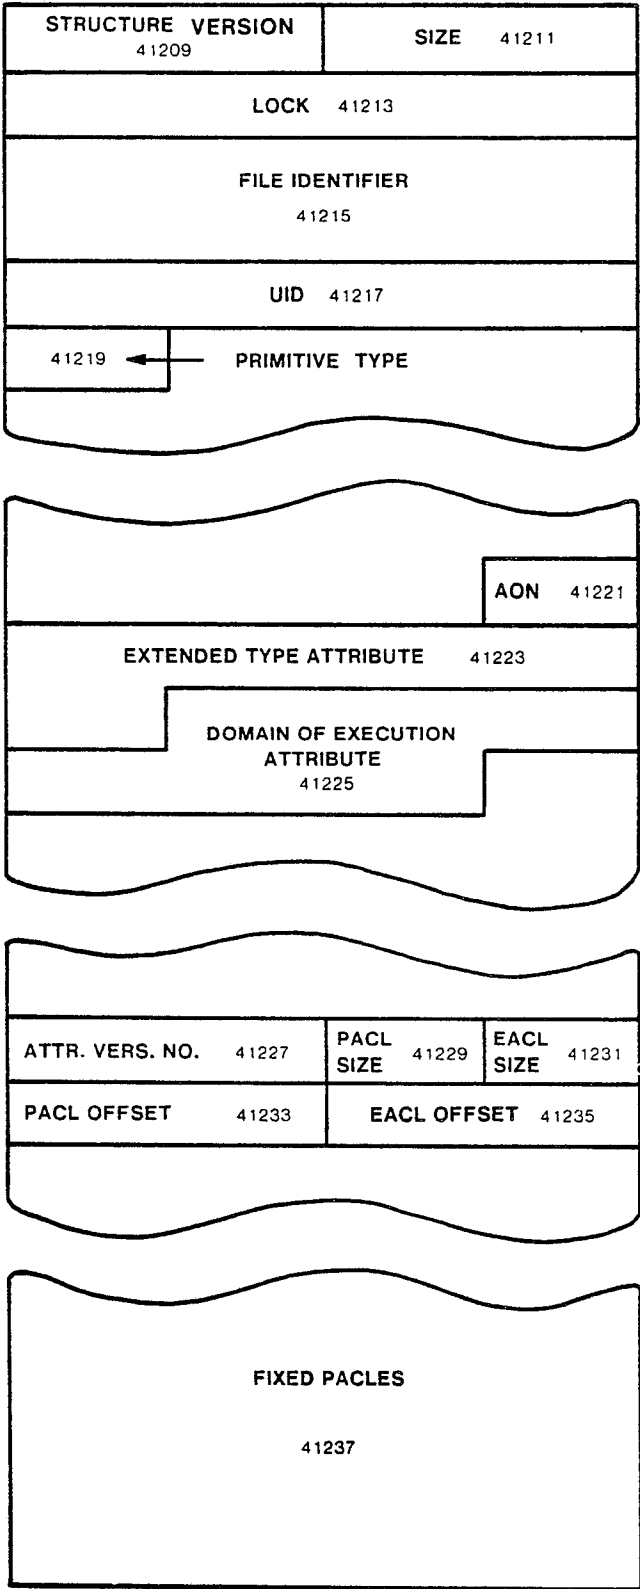 STRUCTURE VERSION
41209
SIZE 41211
LOCK 41213
FILE IDENTIFIER
41215
UID 41217
41219 PRIMITIVE TYPE
AON 41221
EXTENDED TYPE ATTRIBUTE 41223
DOMAIN OF EXECUTION
ATTRIBUTE
41225
ATTR. VERS. NO. 41227
PACL
SIZE 41229
EACL
SIZE 41231
PACL OFFSET 41233
EACL OFFSET 41235
FIXED PACLES
41237